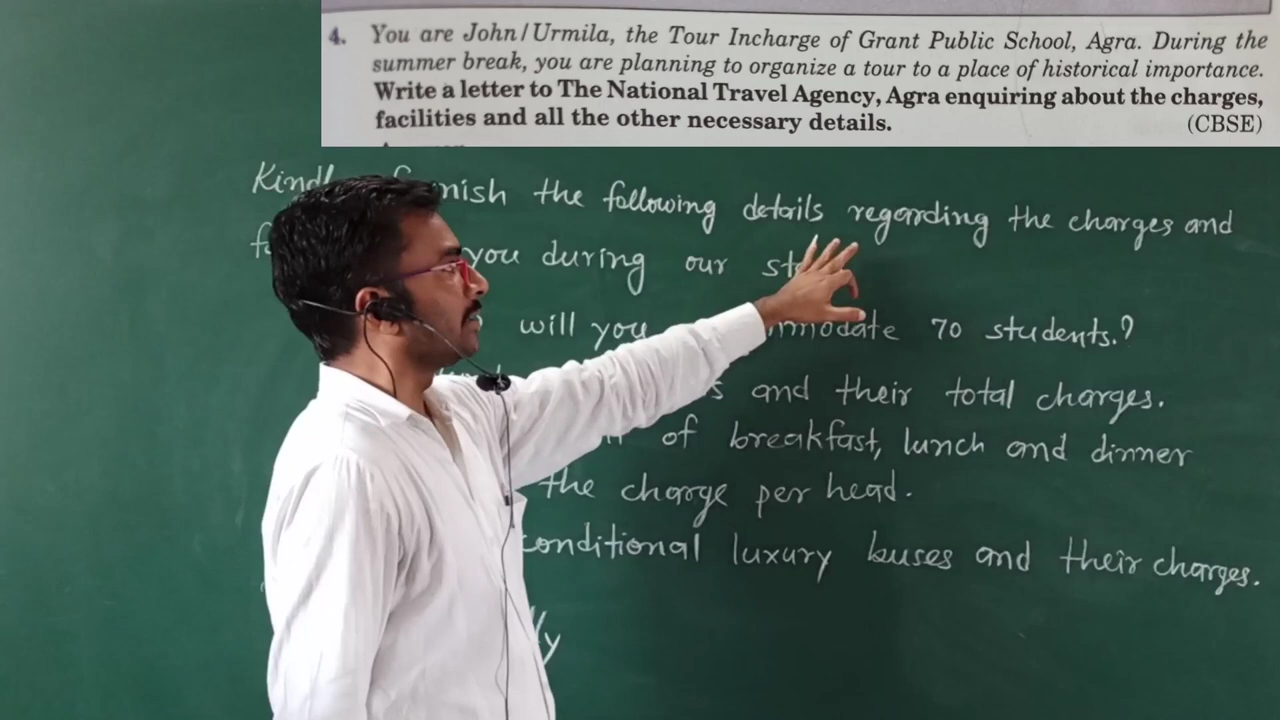 4. You are John/Urmila, the Tour Incharge of Grant Public School, Agra. During the
summer break, you are planning to organize a tour to a place of historical importance.
Write a letter to The National Travel Agency, Agra enquiring about the charges,
facilities and all the other necessary details. (CBSE)
the following details regarding the charges and
you during our
will you 70 students.?
and their total charges.
of breakfast, lunch and dinner
the charge per head.
conditional luxury buses and their charges.